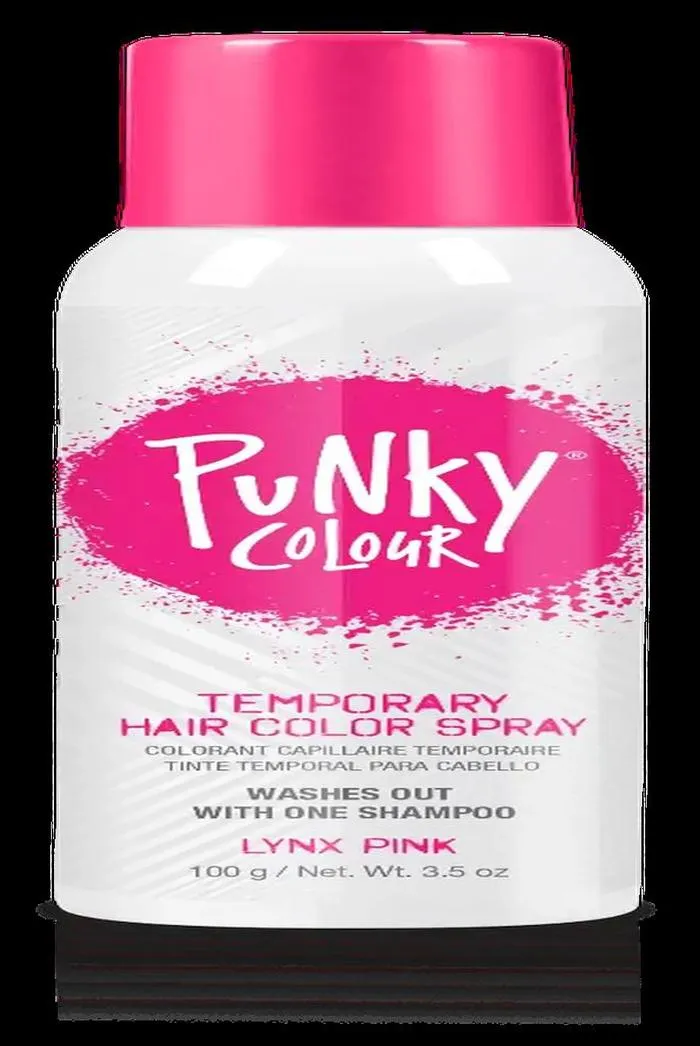 PuNky®
CoLouR
TEMPORARY
HAIR COLOR SPRAY
COLORANT CAPILLAIRE TEMPORAIRE
TINTE TEMPORAL PARA CABELLO
WASHES OUT
WITH ONE SHAMPOO
LYNX PINK
100 g / Net. Wt. 3.5 oz